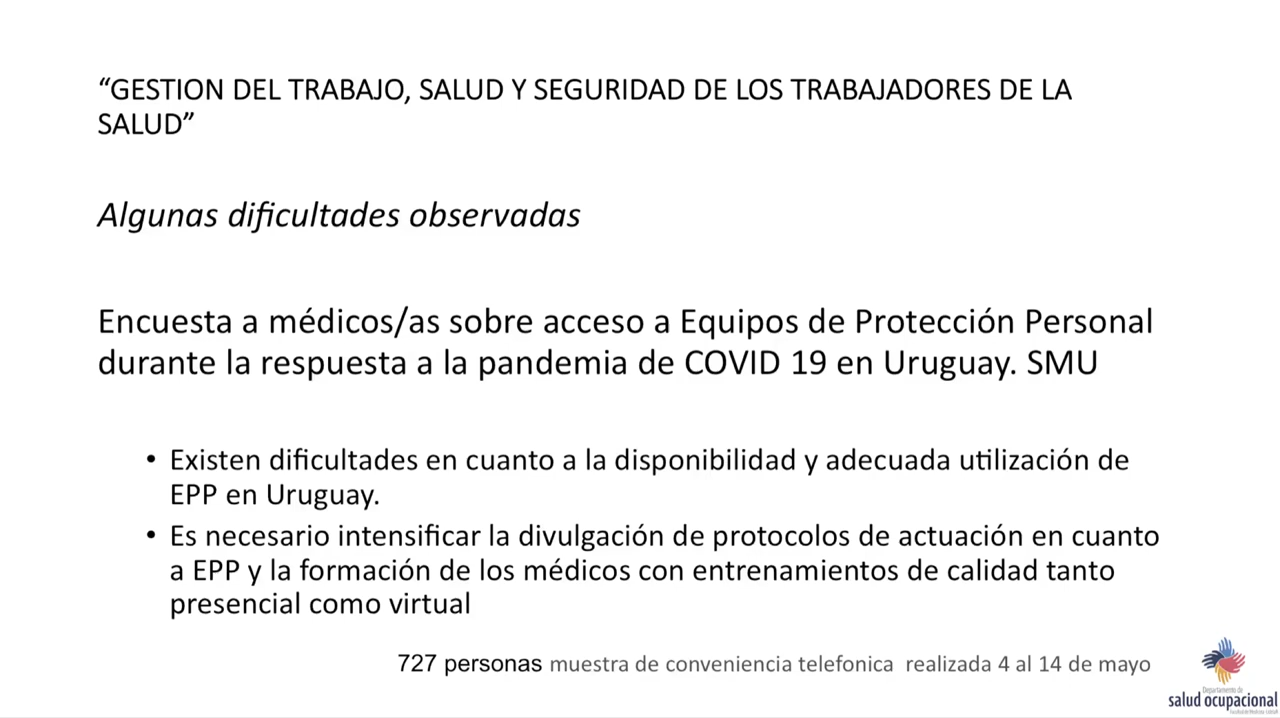 “GESTION DEL TRABAJO, SALUD Y SEGURIDAD DE LOS TRABAJADORES DE LA
SALUD”
Algunas dificultades observadas
Encuesta a médicos/as sobre acceso a Equipos de Protección Personal
durante la respuesta a la pandemia de COVID 19 en Uruguay. SMU
• Existen dificultades en cuanto a la disponibilidad y adecuada utilización de
EPP en Uruguay.
• Es necesario intensificar la divulgación de protocolos de actuación en cuanto
a EPP y la formación de los médicos con entrenamientos de calidad tanto
presencial como virtual
727 personas muestra de conveniencia telefonica realizada 4 al 14 de mayo
Departamento de
salud ocupacional